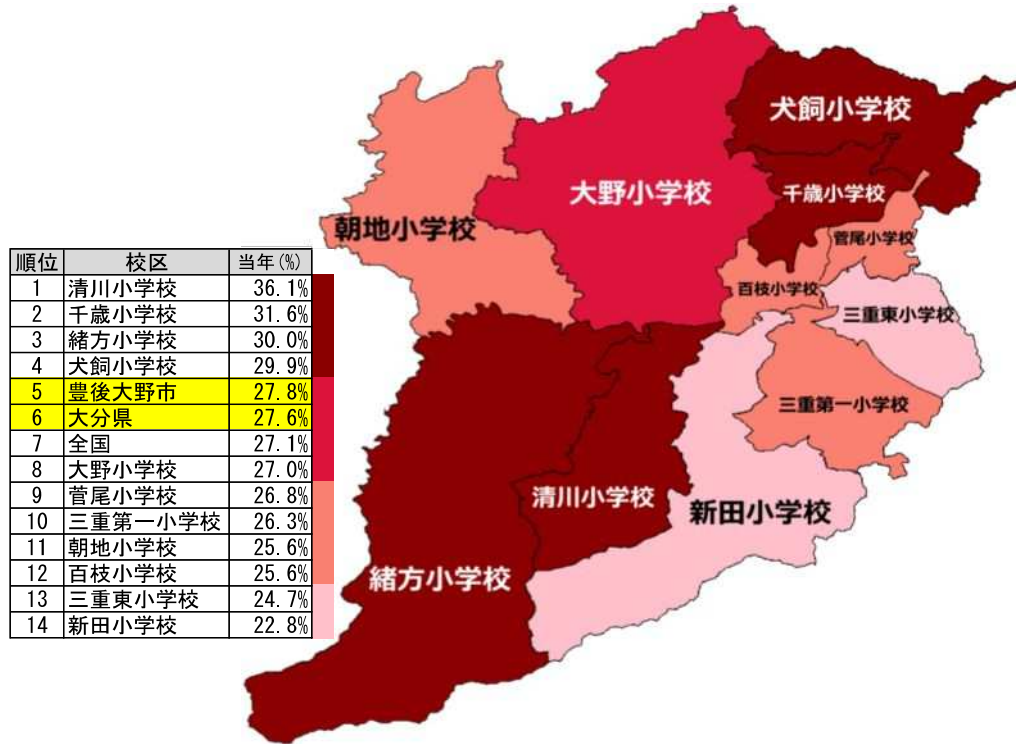 順位 校区 当年(%)
1 清川小学校 36.1%
2 千歳小学校 31.6%
3 緒方小学校 30.0%
4 犬飼小学校 29.9%
5 豊後大野市 27.8%
6 大分県 27.6%
7 全国 27.1%
8 大野小学校 27.0%
9 菅尾小学校 26.8%
10 三重第一小学校 26.3%
11 朝地小学校 25.6%
12 百枝小学校 25.6%
13 三重東小学校 24.7%
14 新田小学校 22.8%
犬飼小学校
大野小学校
千歳小学校
朝地小学校
菅尾小学校
百枝小学校
三重東小学校
三重第一小学校
清川小学校
新田小学校
緒方小学校